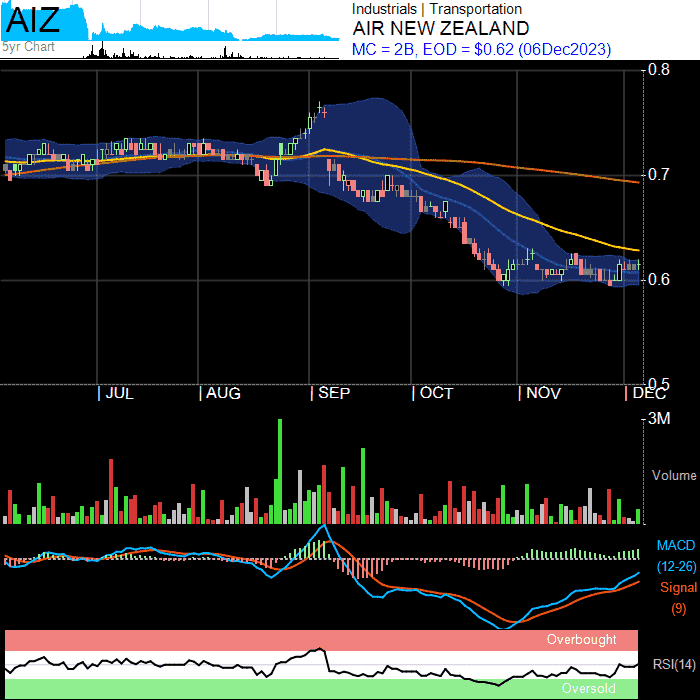 AIZ
5yr Chart
Industrials | Transportation
AIR NEW ZEALAND
MC = 2B, EOD = $0.62 (06Dec2023)
0.8
0.7
0.6
0.5
| JUL | AUG | SEP | OCT | NOV | DEC
3M
Volume
MACD
(12-26)
Signal
(9)
Overbought
RSI(14)
Oversold